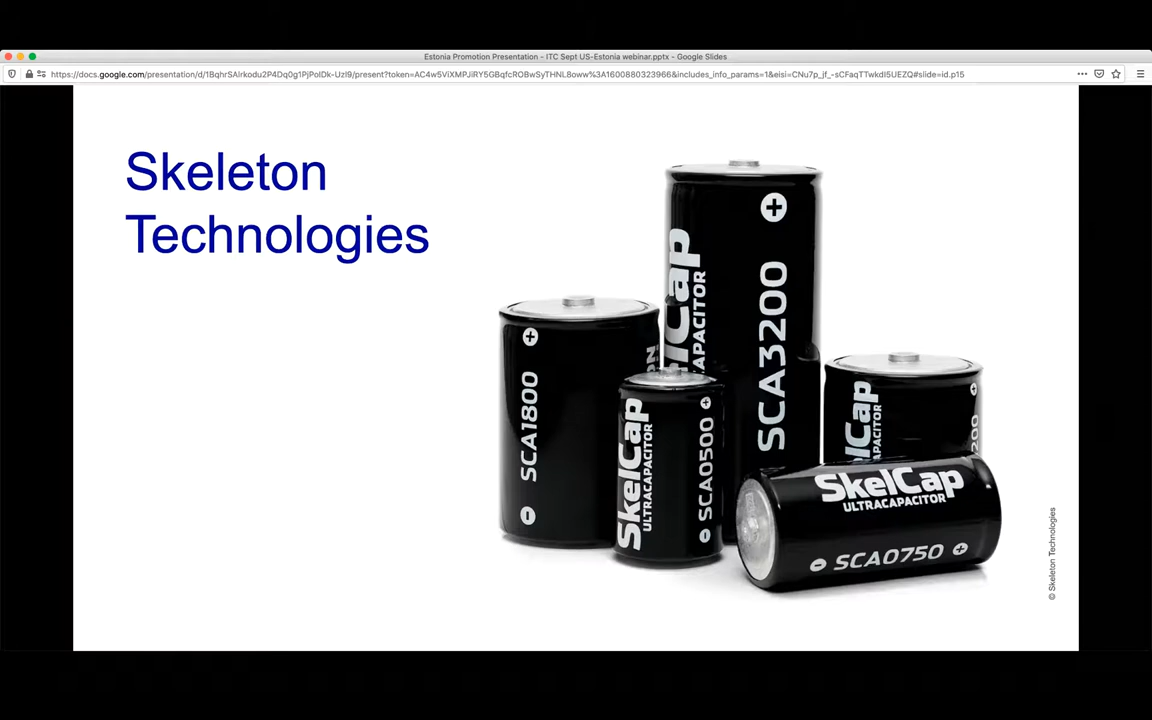 Estonia Promotion Presentation - ITC Sept US-Estonia webinar.pptx - Google Slides
Skeleton
Technologies
SCA1800
SkelCap
ULTRACAPACITOR
SCA0500
SCA3200
SkelCap
ULTRACAPACITOR
SCA0750
© Skeleton Technologies